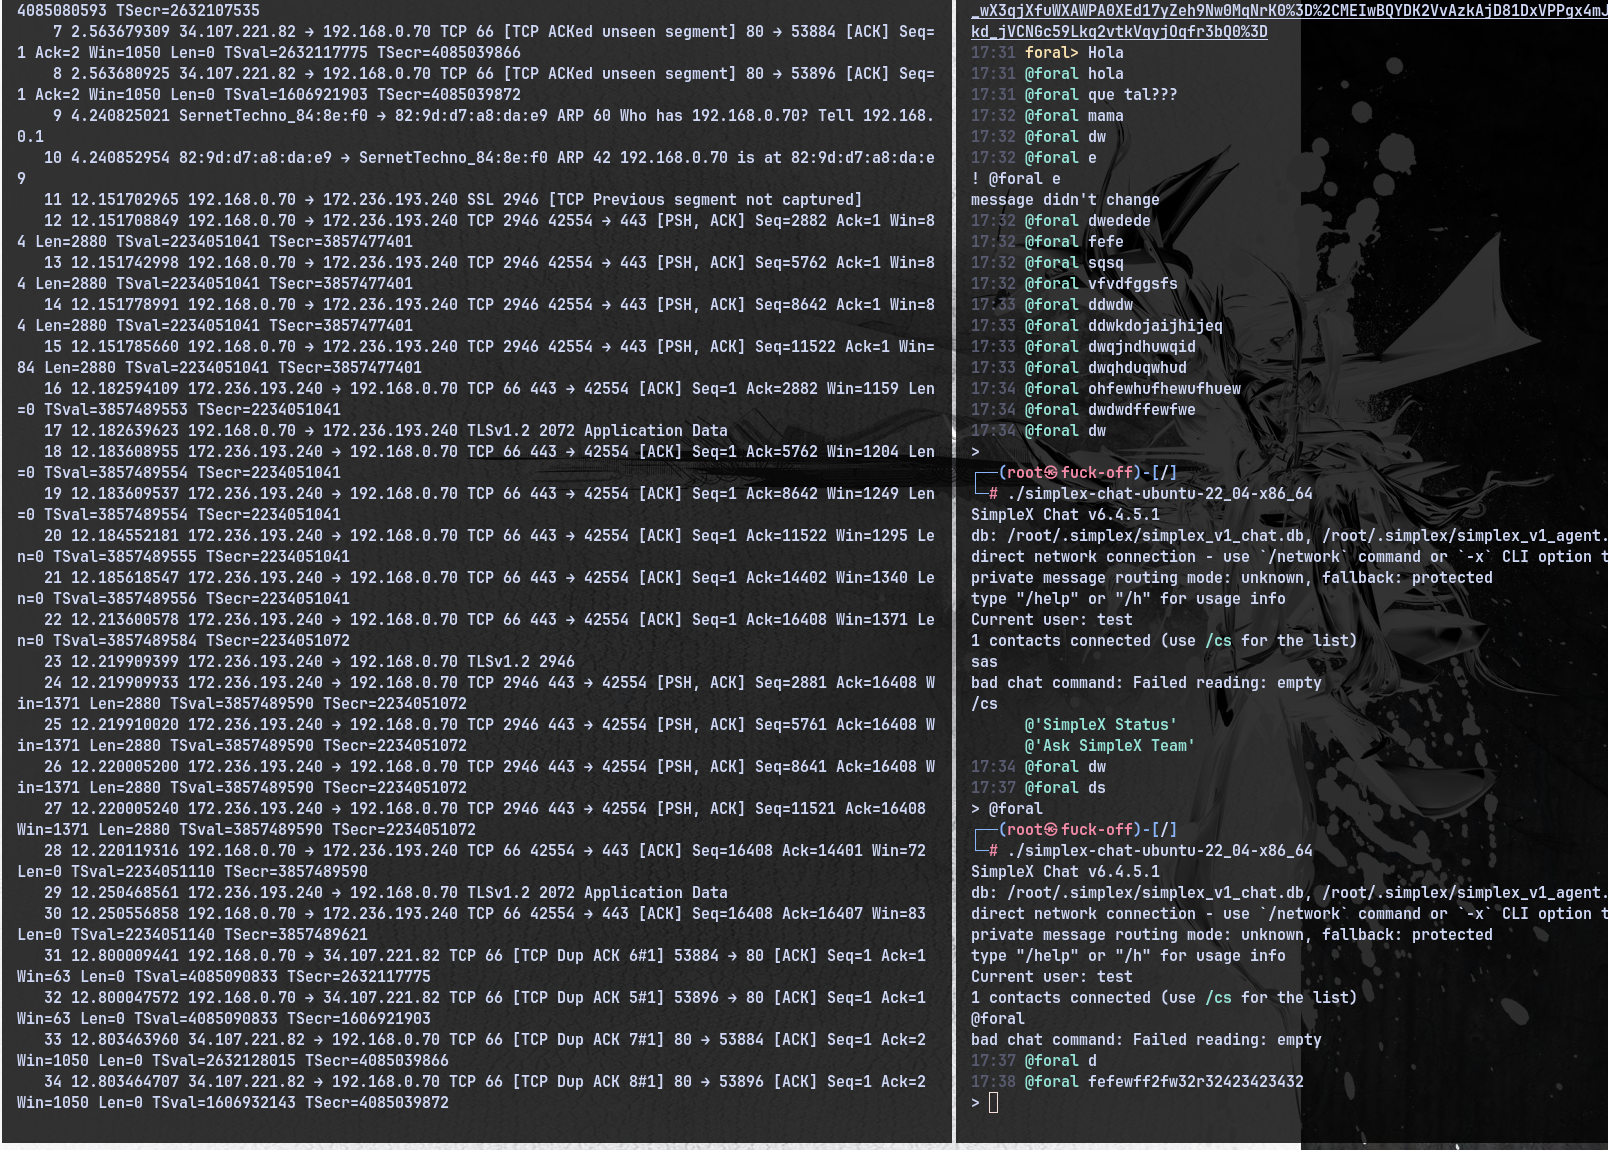 4085080593 TSecr=2632107535
    7 2.563679309 34.107.221.82 → 192.168.0.70 TCP 66 [TCP ACKed unseen segment] 80 → 53884 [ACK] Seq=
1 Ack=2 Win=1050 Len=0 TSval=2632117775 TSecr=4085039866
    8 2.563680925 34.107.221.82 → 192.168.0.70 TCP 66 [TCP ACKed unseen segment] 80 → 53896 [ACK] Seq=
1 Ack=2 Win=1050 Len=0 TSval=1606921903 TSecr=4085039872
    9 4.240825021 SernetTechno_84:8e:f0 → 82:9d:d7:a8:da:e9 ARP 60 Who has 192.168.0.70? Tell 192.168.
0.1
   10 4.240852954 82:9d:d7:a8:da:e9 → SernetTechno_84:8e:f0 ARP 42 192.168.0.70 is at 82:9d:d7:a8:da:e
9
   11 12.151702965 192.168.0.70 → 172.236.193.240 SSL 2946 [TCP Previous segment not captured]
   12 12.151708849 192.168.0.70 → 172.236.193.240 TCP 2946 42554 → 443 [PSH, ACK] Seq=2882 Ack=1 Win=8
4 Len=2880 TSval=2234051041 TSecr=3857477401
   13 12.151742998 192.168.0.70 → 172.236.193.240 TCP 2946 42554 → 443 [PSH, ACK] Seq=5762 Ack=1 Win=8
4 Len=2880 TSval=2234051041 TSecr=3857477401
   14 12.151778991 192.168.0.70 → 172.236.193.240 TCP 2946 42554 → 443 [PSH, ACK] Seq=8642 Ack=1 Win=8
4 Len=2880 TSval=2234051041 TSecr=3857477401
   15 12.151785660 192.168.0.70 → 172.236.193.240 TCP 2946 42554 → 443 [PSH, ACK] Seq=11522 Ack=1 Win=
84 Len=2880 TSval=2234051041 TSecr=3857477401
   16 12.182594109 172.236.193.240 → 192.168.0.70 TCP 66 443 → 42554 [ACK] Seq=1 Ack=2882 Win=1159 Len
=0 TSval=3857489553 TSecr=2234051041
   17 12.182639623 192.168.0.70 → 172.236.193.240 TLSv1.2 2072 Application Data
   18 12.183608955 172.236.193.240 → 192.168.0.70 TCP 66 443 → 42554 [ACK] Seq=1 Ack=5762 Win=1204 Len
=0 TSval=3857489554 TSecr=2234051041
   19 12.183609537 172.236.193.240 → 192.168.0.70 TCP 66 443 → 42554 [ACK] Seq=1 Ack=8642 Win=1249 Len
=0 TSval=3857489554 TSecr=2234051041
   20 12.184552181 172.236.193.240 → 192.168.0.70 TCP 66 443 → 42554 [ACK] Seq=1 Ack=11522 Win=1295 Le
n=0 TSval=3857489555 TSecr=2234051041
   21 12.185618547 172.236.193.240 → 192.168.0.70 TCP 66 443 → 42554 [ACK] Seq=1 Ack=14402 Win=1340 Le
n=0 TSval=3857489556 TSecr=2234051041
   22 12.213600578 172.236.193.240 → 192.168.0.70 TCP 66 443 → 42554 [ACK] Seq=1 Ack=16408 Win=1371 Le
n=0 TSval=3857489584 TSecr=2234051072
   23 12.219909399 172.236.193.240 → 192.168.0.70 TLSv1.2 2946
   24 12.219909933 172.236.193.240 → 192.168.0.70 TCP 2946 443 → 42554 [PSH, ACK] Seq=2881 Ack=16408 W
in=1371 Len=2880 TSval=3857489590 TSecr=2234051072
   25 12.219910020 172.236.193.240 → 192.168.0.70 TCP 2946 443 → 42554 [PSH, ACK] Seq=5761 Ack=16408 W
in=1371 Len=2880 TSval=3857489590 TSecr=2234051072
   26 12.220005200 172.236.193.240 → 192.168.0.70 TCP 2946 443 → 42554 [PSH, ACK] Seq=8641 Ack=16408 W
in=1371 Len=2880 TSval=3857489590 TSecr=2234051072
   27 12.220005240 172.236.193.240 → 192.168.0.70 TCP 2946 443 → 42554 [PSH, ACK] Seq=11521 Ack=16408
Win=1371 Len=2880 TSval=3857489590 TSecr=2234051072
   28 12.220119316 192.168.0.70 → 172.236.193.240 TCP 66 42554 → 443 [ACK] Seq=16408 Ack=14401 Win=72
Len=0 TSval=2234051110 TSecr=3857489590
   29 12.250468561 172.236.193.240 → 192.168.0.70 TLSv1.2 2072 Application Data
   30 12.250556858 192.168.0.70 → 172.236.193.240 TCP 66 42554 → 443 [ACK] Seq=16408 Ack=16407 Win=83
Len=0 TSval=2234051140 TSecr=3857489621
   31 12.800009441 192.168.0.70 → 34.107.221.82 TCP 66 [TCP Dup ACK 6#1] 53884 → 80 [ACK] Seq=1 Ack=1
Win=63 Len=0 TSval=4085090833 TSecr=2632117775
   32 12.800047572 192.168.0.70 → 34.107.221.82 TCP 66 [TCP Dup ACK 5#1] 53896 → 80 [ACK] Seq=1 Ack=1
Win=63 Len=0 TSval=4085090833 TSecr=1606921903
   33 12.803463960 34.107.221.82 → 192.168.0.70 TCP 66 [TCP Dup ACK 7#1] 80 → 53884 [ACK] Seq=1 Ack=2
Win=1050 Len=0 TSval=2632128015 TSecr=4085039866
   34 12.803464707 34.107.221.82 → 192.168.0.70 TCP 66 [TCP Dup ACK 8#1] 80 → 53896 [ACK] Seq=1 Ack=2
Win=1050 Len=0 TSval=1606932143 TSecr=4085039872
_wX3qjXfuWXAWPA0XEd17yZeh9Nw0MqNrK0%3D%2CMEIwBQYDK2VvAzkAjD81DxVPPgx4mJ
kd_jVCNGc59Lkq2vtkVqyjOqfr3bQ0%3D
17:31 foral> Hola
17:31 @foral hola
17:31 @foral que tal???
17:32 @foral mama
17:32 @foral dw
17:32 @foral e
! @foral e
message didn't change
17:32 @foral dwedede
17:32 @foral fefe
17:32 @foral sqsq
17:32 @foral vfvdfggsfs
17:33 @foral ddwdw
17:33 @foral ddwkdojaijhijeq
17:33 @foral dwqjndhuwqid
17:33 @foral dwqhduqwhud
17:34 @foral ohfewhufhewufhuew
17:34 @foral dwdwdffewfwe
17:34 @foral dw
>
┌──(root㉿fuck-off)-[/]
└─# ./simplex-chat-ubuntu-22_04-x86_64
SimpleX Chat v6.4.5.1
db: /root/.simplex/simplex_v1_chat.db, /root/.simplex/simplex_v1_agent.
direct network connection - use `/network` command or `-x` CLI option t
private message routing mode: unknown, fallback: protected
type "/help" or "/h" for usage info
Current user: test
1 contacts connected (use /cs for the list)
sas
bad chat command: Failed reading: empty
/cs
      @'SimpleX Status'
      @'Ask SimpleX Team'
17:34 @foral dw
17:37 @foral ds
> @foral
┌──(root㉿fuck-off)-[/]
└─# ./simplex-chat-ubuntu-22_04-x86_64
SimpleX Chat v6.4.5.1
db: /root/.simplex/simplex_v1_chat.db, /root/.simplex/simplex_v1_agent.
direct network connection - use `/network` command or `-x` CLI option t
private message routing mode: unknown, fallback: protected
type "/help" or "/h" for usage info
Current user: test
1 contacts connected (use /cs for the list)
@foral
bad chat command: Failed reading: empty
17:37 @foral d
17:38 @foral fefewff2fw32r32423423432
>